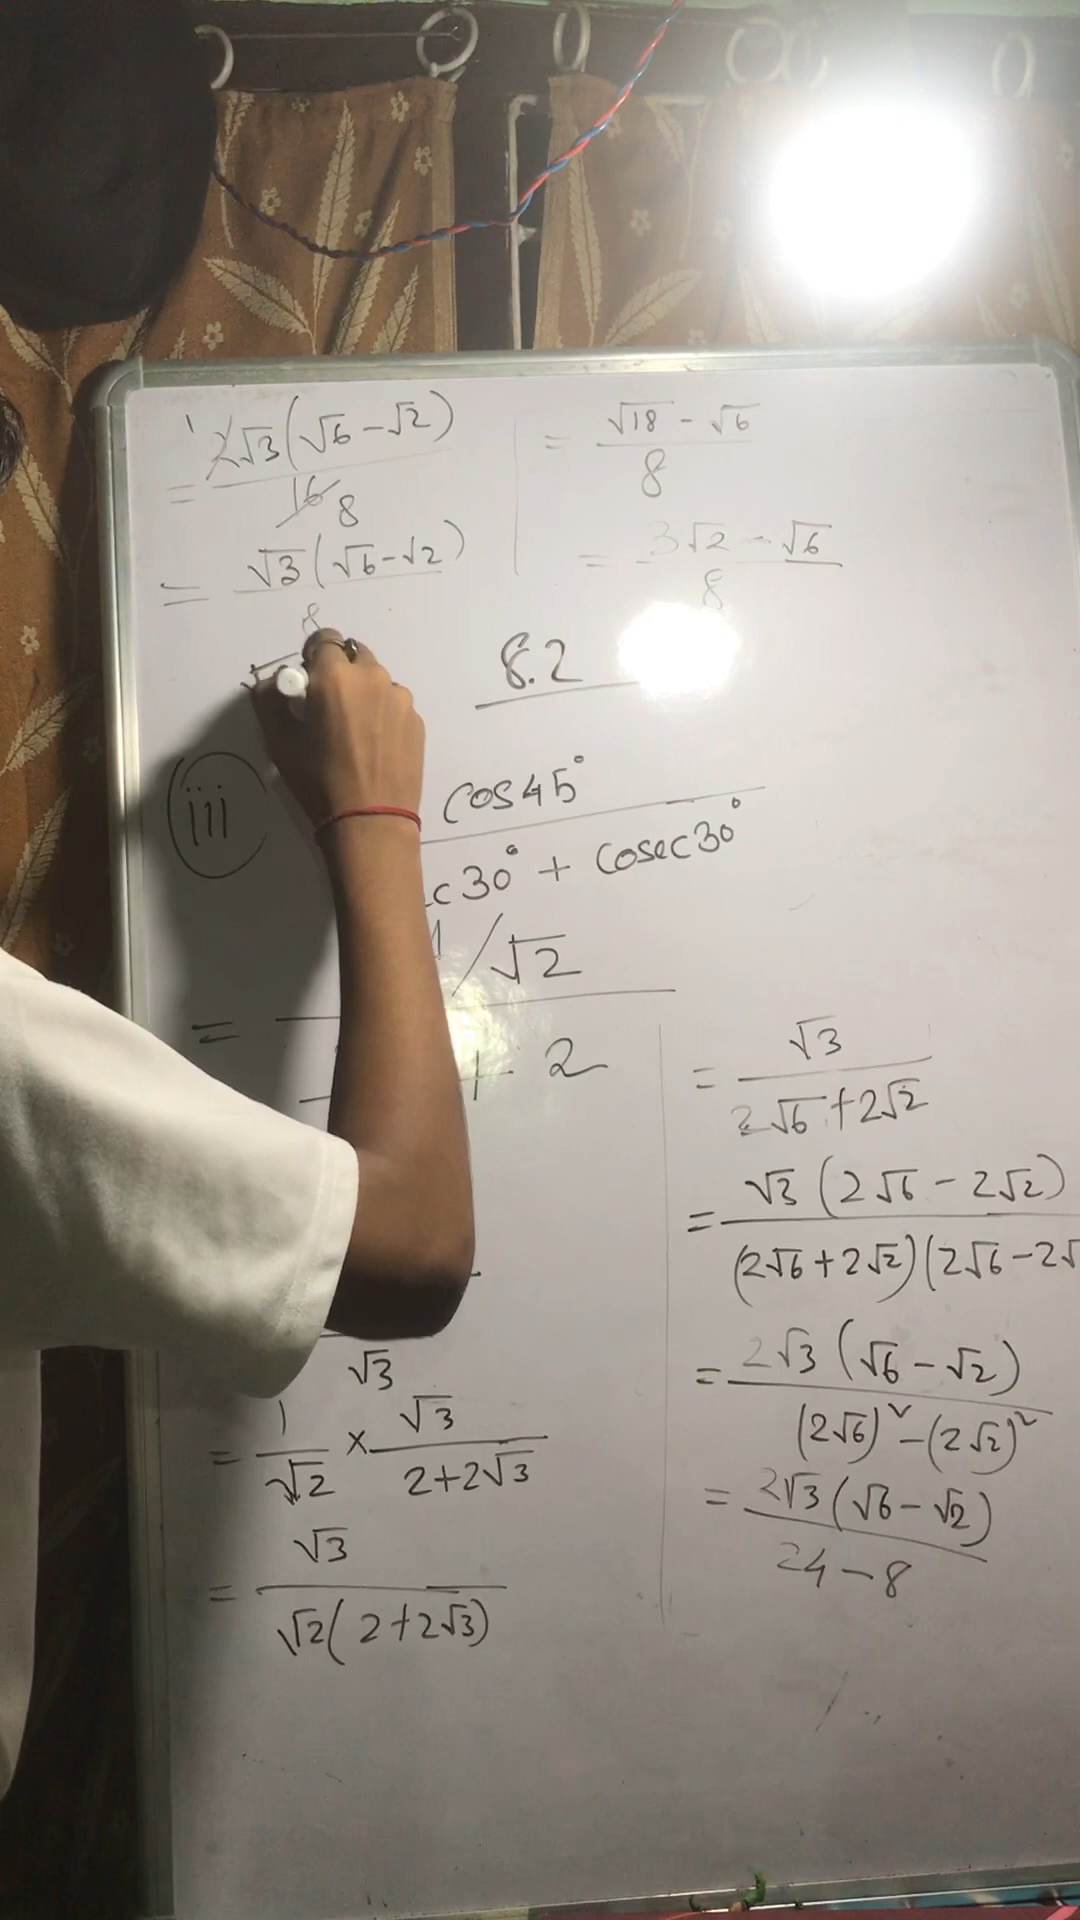 = 2√3(√6-√2) / 16 8
1
= √3(√6-√2) / 8
= √18 - √6 / 8
= 3√2 - √6 / 8
8.2
iii
cos45°
c30° + cosec30°
= 1/√2
+ 2
√3
= 1/√2 × √3/2+2√3
= √3 / √2(2+2√3)
= √3 / 2√6+2√2
= √3(2√6-2√2) / (2√6+2√2)(2√6-2√
= 2√3(√6-√2) / (2√6)²-(2√2)²
= 2√3(√6-√2) / 24-8